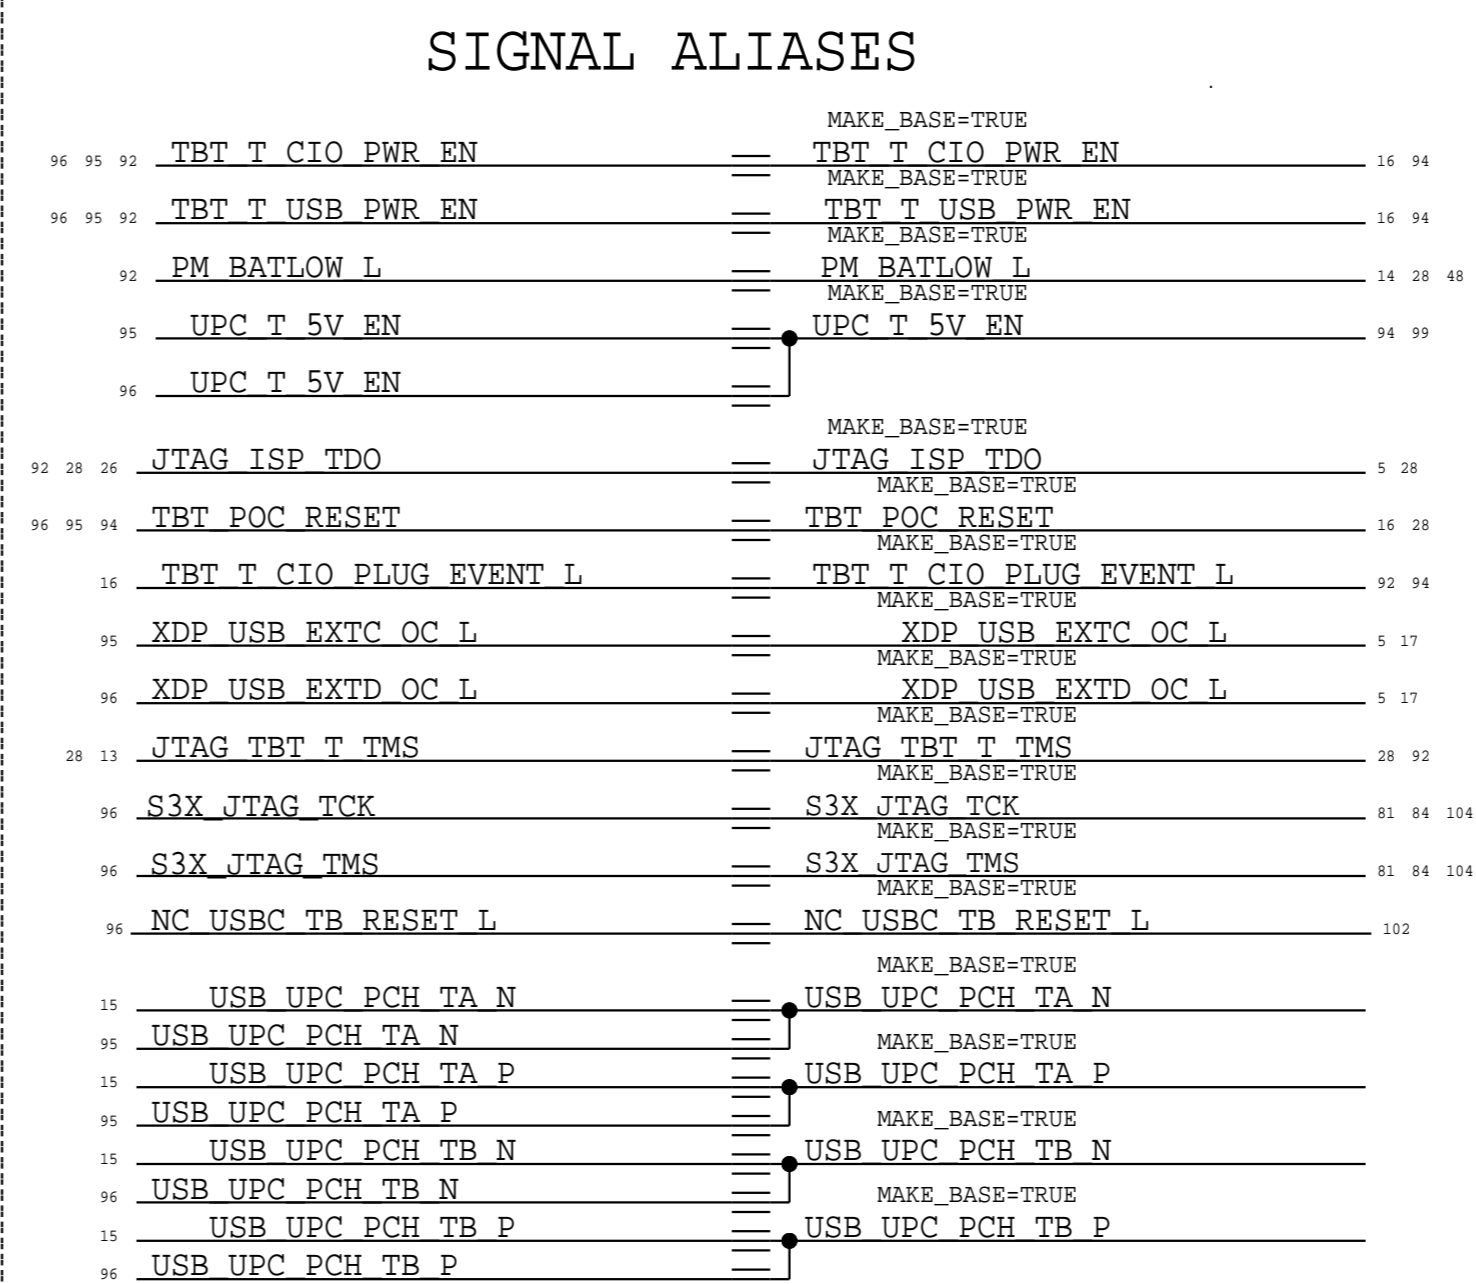 SIGNAL ALIASES
MAKE_BASE=TRUE
96 95 92 TBT_T_CIO_PWR_EN TBT_T_CIO_PWR_EN 16 94
MAKE_BASE=TRUE
96 95 92 TBT_T_USB_PWR_EN TBT_T_USB_PWR_EN 16 94
MAKE_BASE=TRUE
92 PM_BATLOW_L PM_BATLOW_L 14 28 48
MAKE_BASE=TRUE
95 UPC_T_5V_EN UPC_T_5V_EN 94 99
96 UPC_T_5V_EN
MAKE_BASE=TRUE
92 28 26 JTAG_ISP_TDO JTAG_ISP_TDO 5 28
MAKE_BASE=TRUE
96 95 94 TBT_POC_RESET TBT_POC_RESET 16 28
MAKE_BASE=TRUE
16 TBT_T_CIO_PLUG_EVENT_L TBT_T_CIO_PLUG_EVENT_L 92 94
MAKE_BASE=TRUE
95 XDP_USB_EXTC_OC_L XDP_USB_EXTC_OC_L 5 17
MAKE_BASE=TRUE
96 XDP_USB_EXTD_OC_L XDP_USB_EXTD_OC_L 5 17
MAKE_BASE=TRUE
28 13 JTAG_TBT_T_TMS JTAG_TBT_T_TMS 28 92
MAKE_BASE=TRUE
96 S3X_JTAG_TCK S3X_JTAG_TCK 81 84 104
MAKE_BASE=TRUE
96 S3X_JTAG_TMS S3X_JTAG_TMS 81 84 104
MAKE_BASE=TRUE
96 NC_USBC_TB_RESET_L NC_USBC_TB_RESET_L 102
MAKE_BASE=TRUE
15 USB_UPC_PCH_TA_N USB_UPC_PCH_TA_N
95 USB_UPC_PCH_TA_N MAKE_BASE=TRUE
15 USB_UPC_PCH_TA_P USB_UPC_PCH_TA_P
95 USB_UPC_PCH_TA_P MAKE_BASE=TRUE
15 USB_UPC_PCH_TB_N USB_UPC_PCH_TB_N
96 USB_UPC_PCH_TB_N MAKE_BASE=TRUE
15 USB_UPC_PCH_TB_P USB_UPC_PCH_TB_P
96 USB_UPC_PCH_TB_P